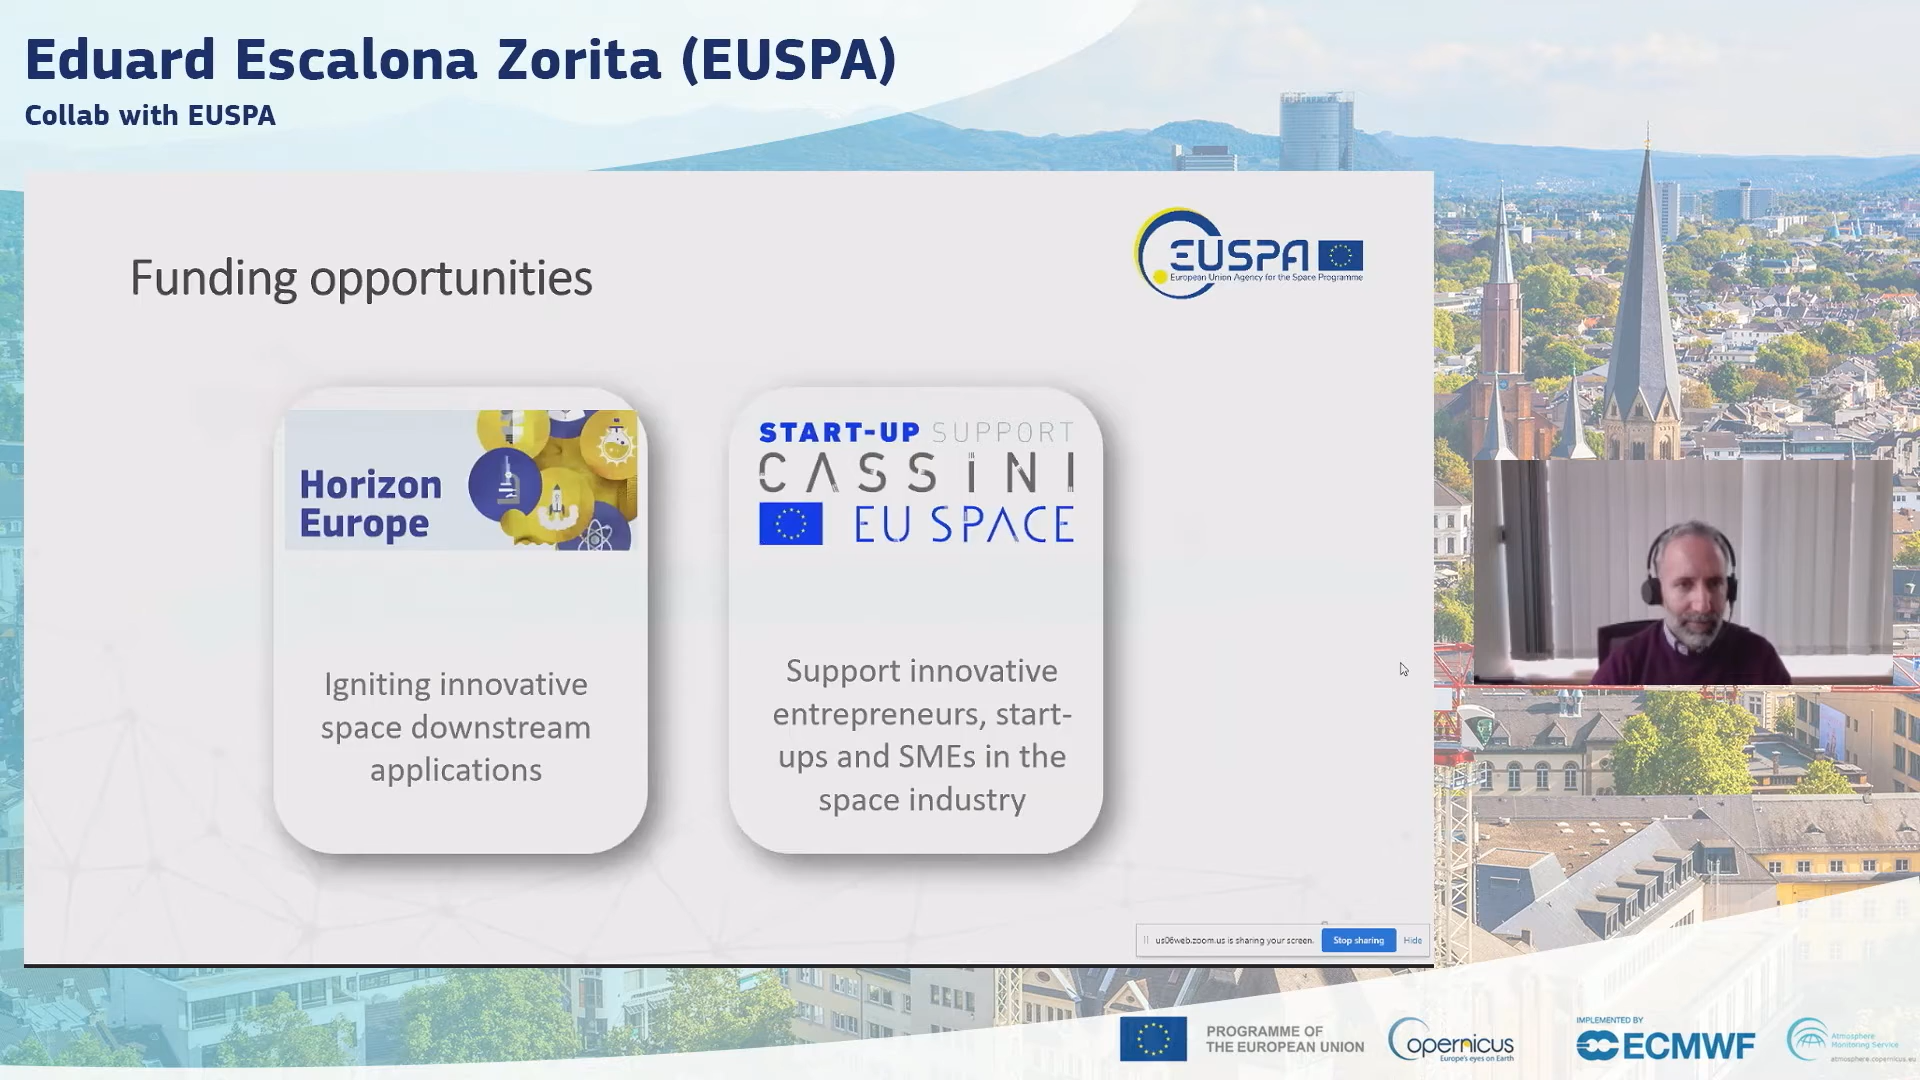 Eduard Escalona Zorita (EUSPA)
Collab with EUSPA
EUSPA
European Union Agency for the Space Programme
Funding opportunities
Horizon
Europe
Igniting innovative
space downstream
applications
START-UP SUPPORT
CASSINI
EU SPACE
Support innovative
entrepreneurs, start-
ups and SMEs in the
space industry
us06web.zoom.us is sharing your screen.
Stop sharing
Hide
PROGRAMME OF
THE EUROPEAN UNION
Copernicus
Europe's eyes on Earth
IMPLEMENTED BY
ECMWF
Atmosphere
Monitoring Service
atmosphere.copernicus.eu